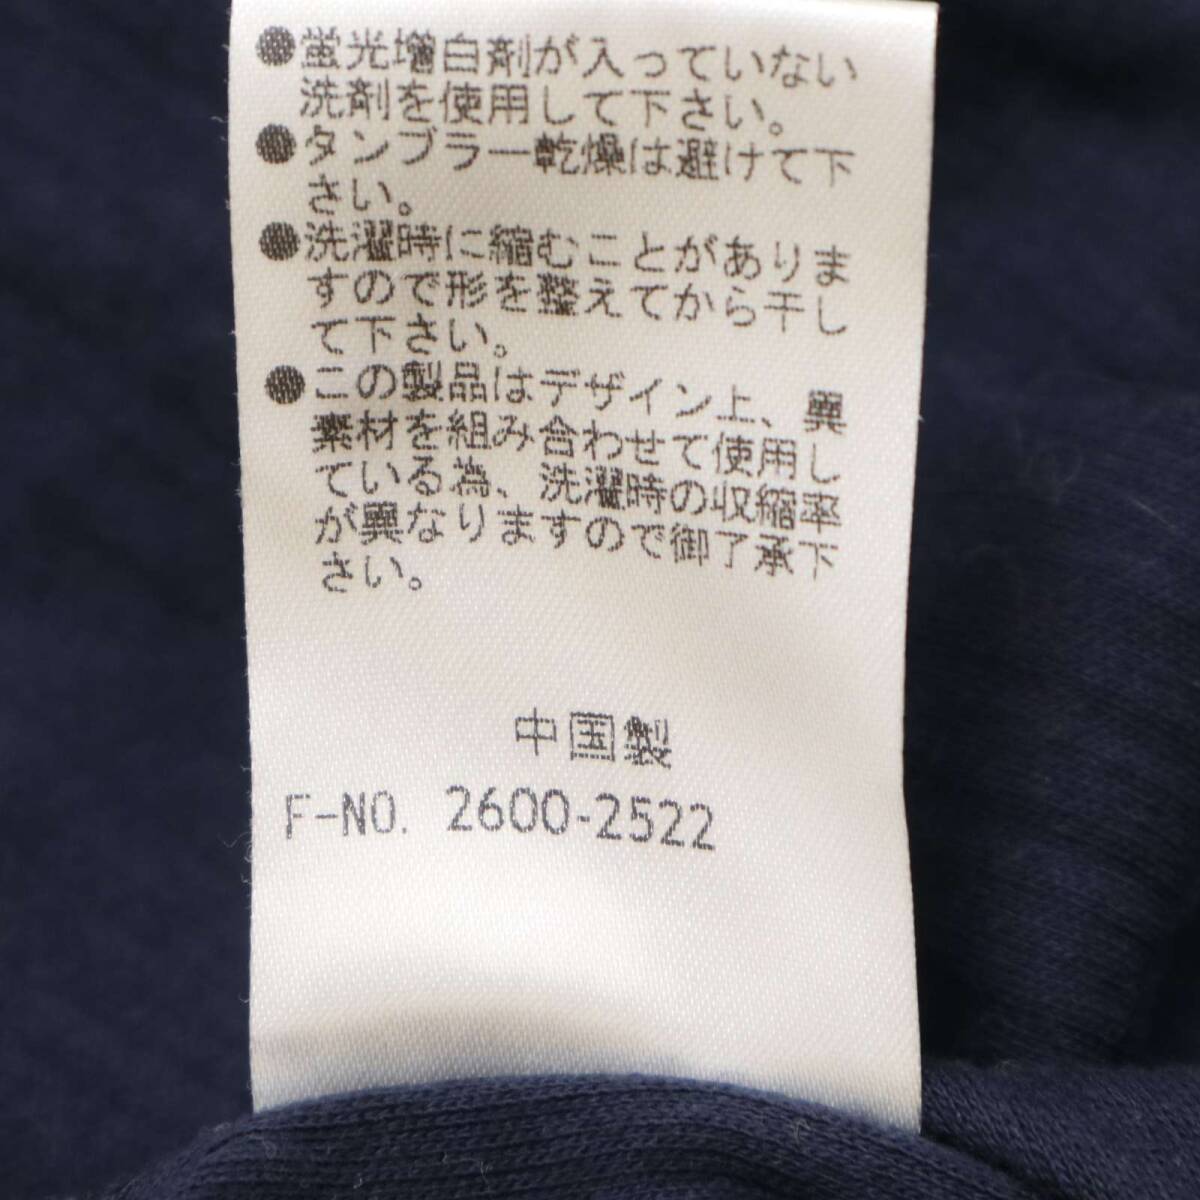 ●蛍光増白剤が入っていない
洗剤を使用して下さい。
●タンブラー乾燥は避けて下
さい。
●洗濯時に縮むことがありま
すので形を整えてから干し
て下さい。
●この製品はデザイン上、異
素材を組み合わせて使用し
ている為、洗濯時の収縮率
が異なりますので御了承下
さい。
中国製
F-NO. 2600-2522